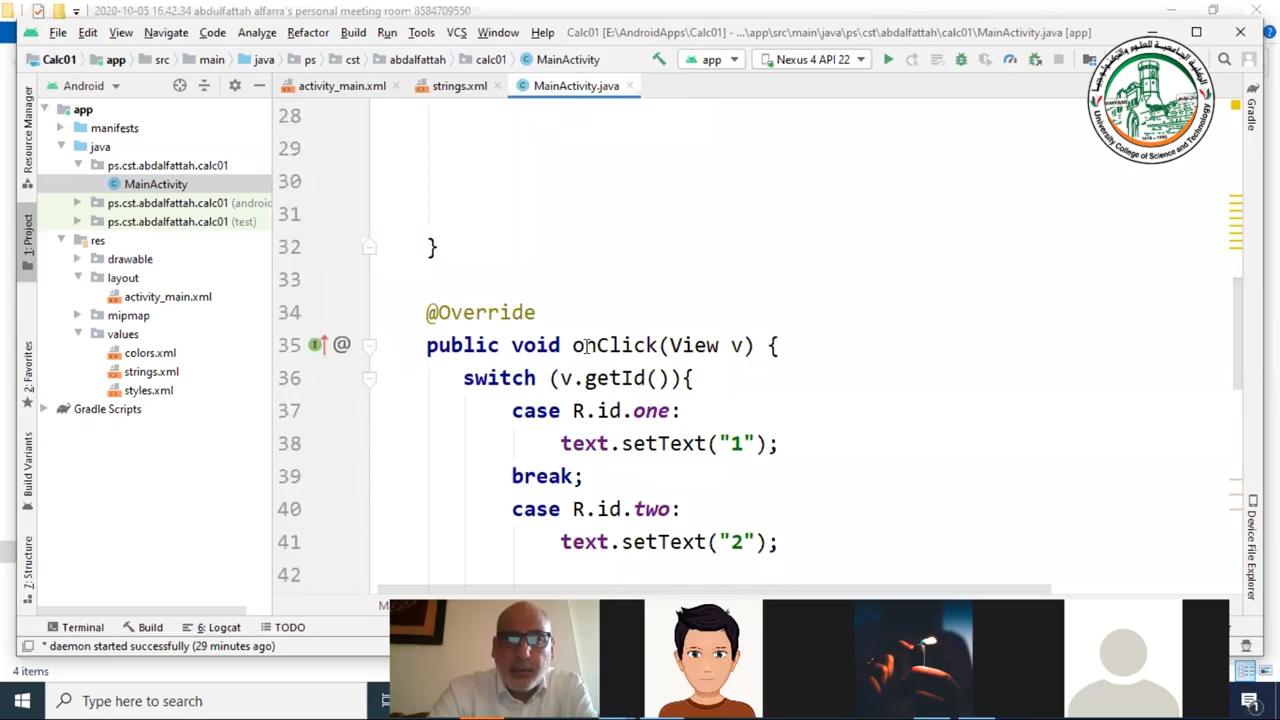 2020-10-05 16.42.34 abdulfattah alfarra's personal meeting room 8584709550
File Edit View Navigate Code Analyze Refactor Build Run Tools VCS Window Help Calc01 [E:\AndroidApps\Calc01] - ...\app\src\main\java\ps\cst\abdalfattah\calc01\MainActivity.java [app]
Calc01 app src main java ps cst abdalfattah calc01 MainActivity app Nexus 4 API 22
Android activity_main.xml strings.xml MainActivity.java
Resource Manager
1: Project
2: Favorites
Build Variants
7: Structure
app
manifests
java
ps.cst.abdalfattah.calc01
MainActivity
ps.cst.abdalfattah.calc01 (androi
ps.cst.abdalfattah.calc01 (test)
res
drawable
layout
activity_main.xml
mipmap
values
colors.xml
strings.xml
styles.xml
Gradle Scripts
28
29
30
31
32 }
33
34 @Override
35 public void onClick(View v) {
36 switch (v.getId()){
37 case R.id.one:
38 text.setText("1");
39 break;
40 case R.id.two:
41 text.setText("2");
42
Gradle
Device File Explorer
University College of Science and Technology
Terminal Build 6: Logcat TODO
* daemon started successfully (29 minutes ago)
4 items
Type here to search